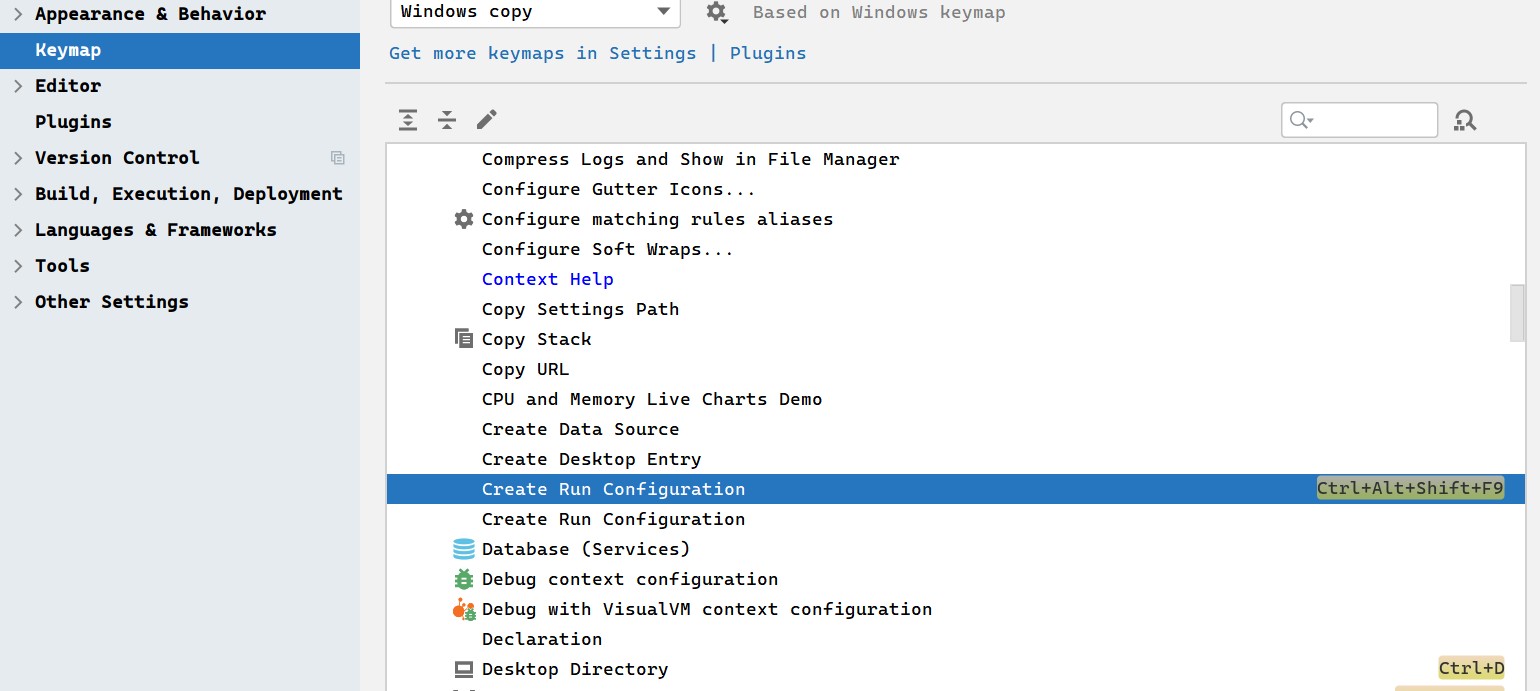 Appearance & Behavior
Keymap
Editor
Plugins
Version Control
Build, Execution, Deployment
Languages & Frameworks
Tools
Other Settings
Windows copy
Based on Windows keymap
Get more keymaps in Settings | Plugins
Compress Logs and Show in File Manager
Configure Gutter Icons...
Configure matching rules aliases
Configure Soft Wraps...
Context Help
Copy Settings Path
Copy Stack
Copy URL
CPU and Memory Live Charts Demo
Create Data Source
Create Desktop Entry
Create Run Configuration Ctrl+Alt+Shift+F9
Create Run Configuration
Database (Services)
Debug context configuration
Debug with VisualVM context configuration
Declaration
Desktop Directory Ctrl+D